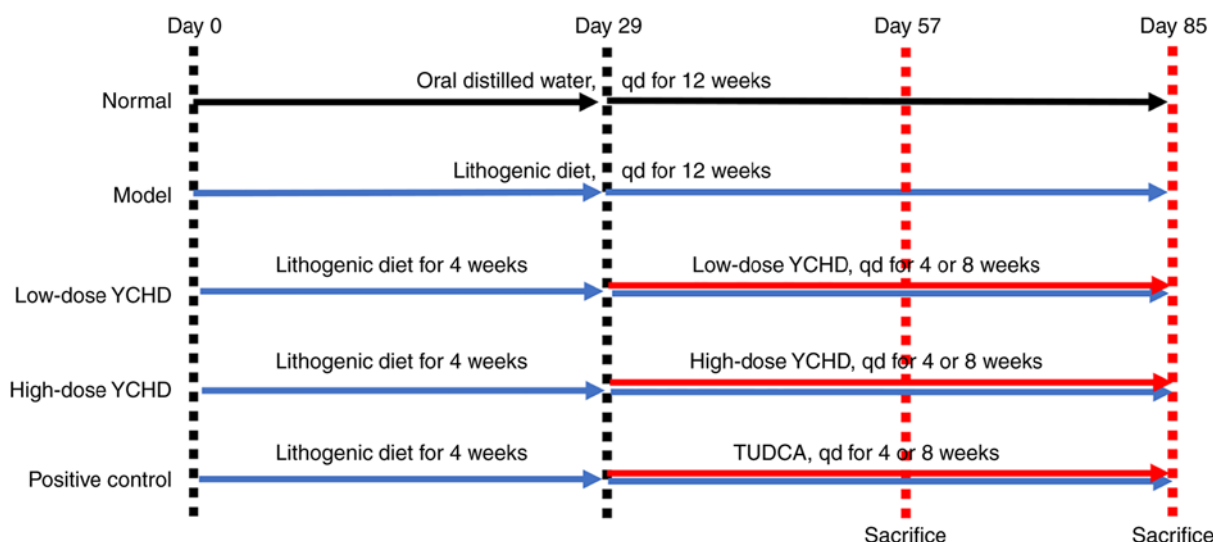 Day 0 Day 29 Day 57 Day 85
Oral distilled water, qd for 12 weeks
Normal
Lithogenic diet, qd for 12 weeks
Model
Lithogenic diet for 4 weeks Low-dose YCHD, qd for 4 or 8 weeks
Low-dose YCHD
Lithogenic diet for 4 weeks High-dose YCHD, qd for 4 or 8 weeks
High-dose YCHD
Lithogenic diet for 4 weeks TUDCA, qd for 4 or 8 weeks
Positive control
Sacrifice Sacrifice